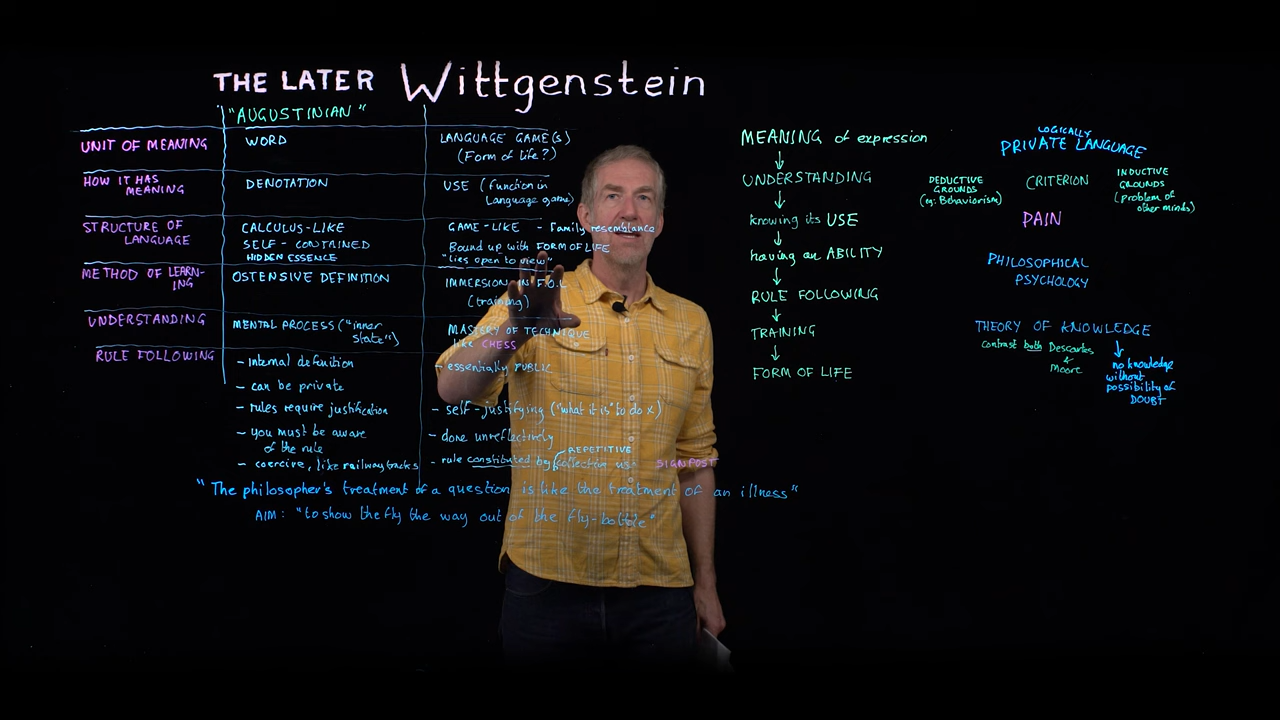 THE LATER Wittgenstein
"AUGUSTINIAN"
UNIT OF MEANING
WORD
LANGUAGE GAME(S)
(Form of life?)
HOW IT HAS
MEANING
DENOTATION
USE (function in
Language game)
STRUCTURE OF
LANGUAGE
CALCULUS-LIKE
SELF-CONTAINED
HIDDEN ESSENCE
GAME-LIKE - Family resemblance
Bound up with FORM OF LIFE
"lies open to view"
METHOD OF LEARN-
ING
OSTENSIVE DEFINITION
IMMERSION IN F.O.L
(training)
UNDERSTANDING
MENTAL PROCESS ("inner
state")
MASTERY OF TECHNIQUE
like CHESS
RULE FOLLOWING
- Internal definition
- can be private
- rules require justification
- you must be aware
of the rule
- coercive, like railway tracks
- essentially PUBLIC
- self-justifying ("what it is" to do x)
- done unreflectively
REPETITIVE
- rule constituted by collective use
SIGNPOST
"The philosopher's treatment of a question is like the treatment of an illness"
AIM: "to show the fly the way out of the fly-bottle"
MEANING of expression
↓
UNDERSTANDING
↓
knowing its USE
↓
having an ABILITY
↓
RULE FOLLOWING
↓
TRAINING
↓
FORM OF LIFE
LOGICALLY
PRIVATE LANGUAGE
DEDUCTIVE
GROUNDS
(eg: Behaviorism)
CRITERION
INDUCTIVE
GROUNDS
(problem of
other minds)
PAIN
PHILOSOPHICAL
PSYCHOLOGY
THEORY OF KNOWLEDGE
contrast both Descartes
&
Moore
↓
no knowledge
without
possibility of
DOUBT